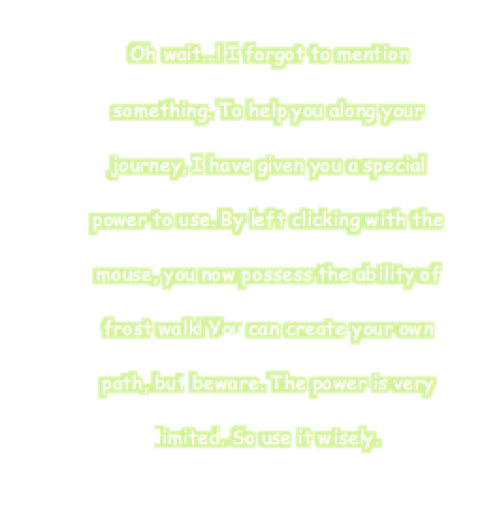 Oh wait...! I forgot to mention
something. To help you along your
journey, I have given you a special
power to use. By left clicking with the
mouse, you now possess the ability of
frost walk! You can create your own
path, but beware. The power is very
limited. So use it wisely.